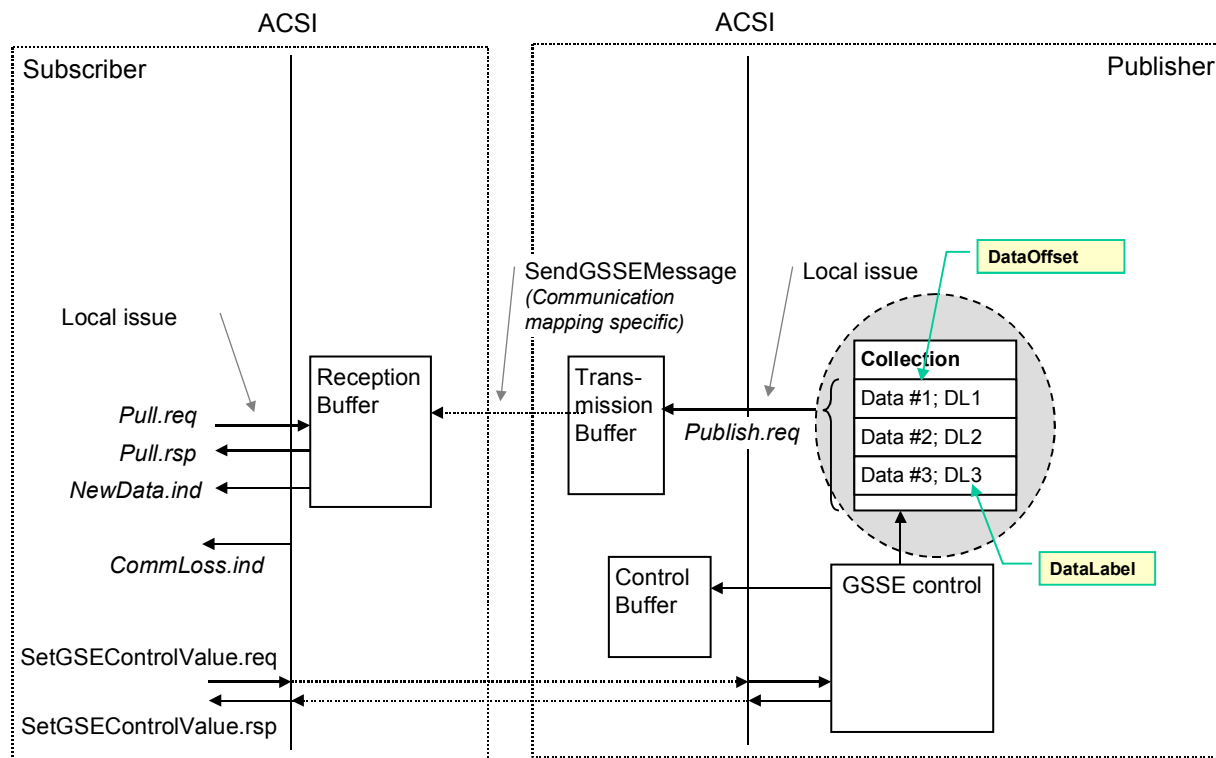 ACSI
ACSI
Subscriber
Publisher
DataOffset
SendGSSEMessage
(Communication
mapping specific)
Local issue
Local issue
Collection
Reception
Buffer
Trans-
mission
Buffer
Data #1; DL1
Pull.req
Publish.req
Data #2; DL2
Pull.rsp
Data #3; DL3
NewData.ind
CommLoss.ind
Control
Buffer
GSSE control
DataLabel
SetGSEControlValue.req
SetGSEControlValue.rsp